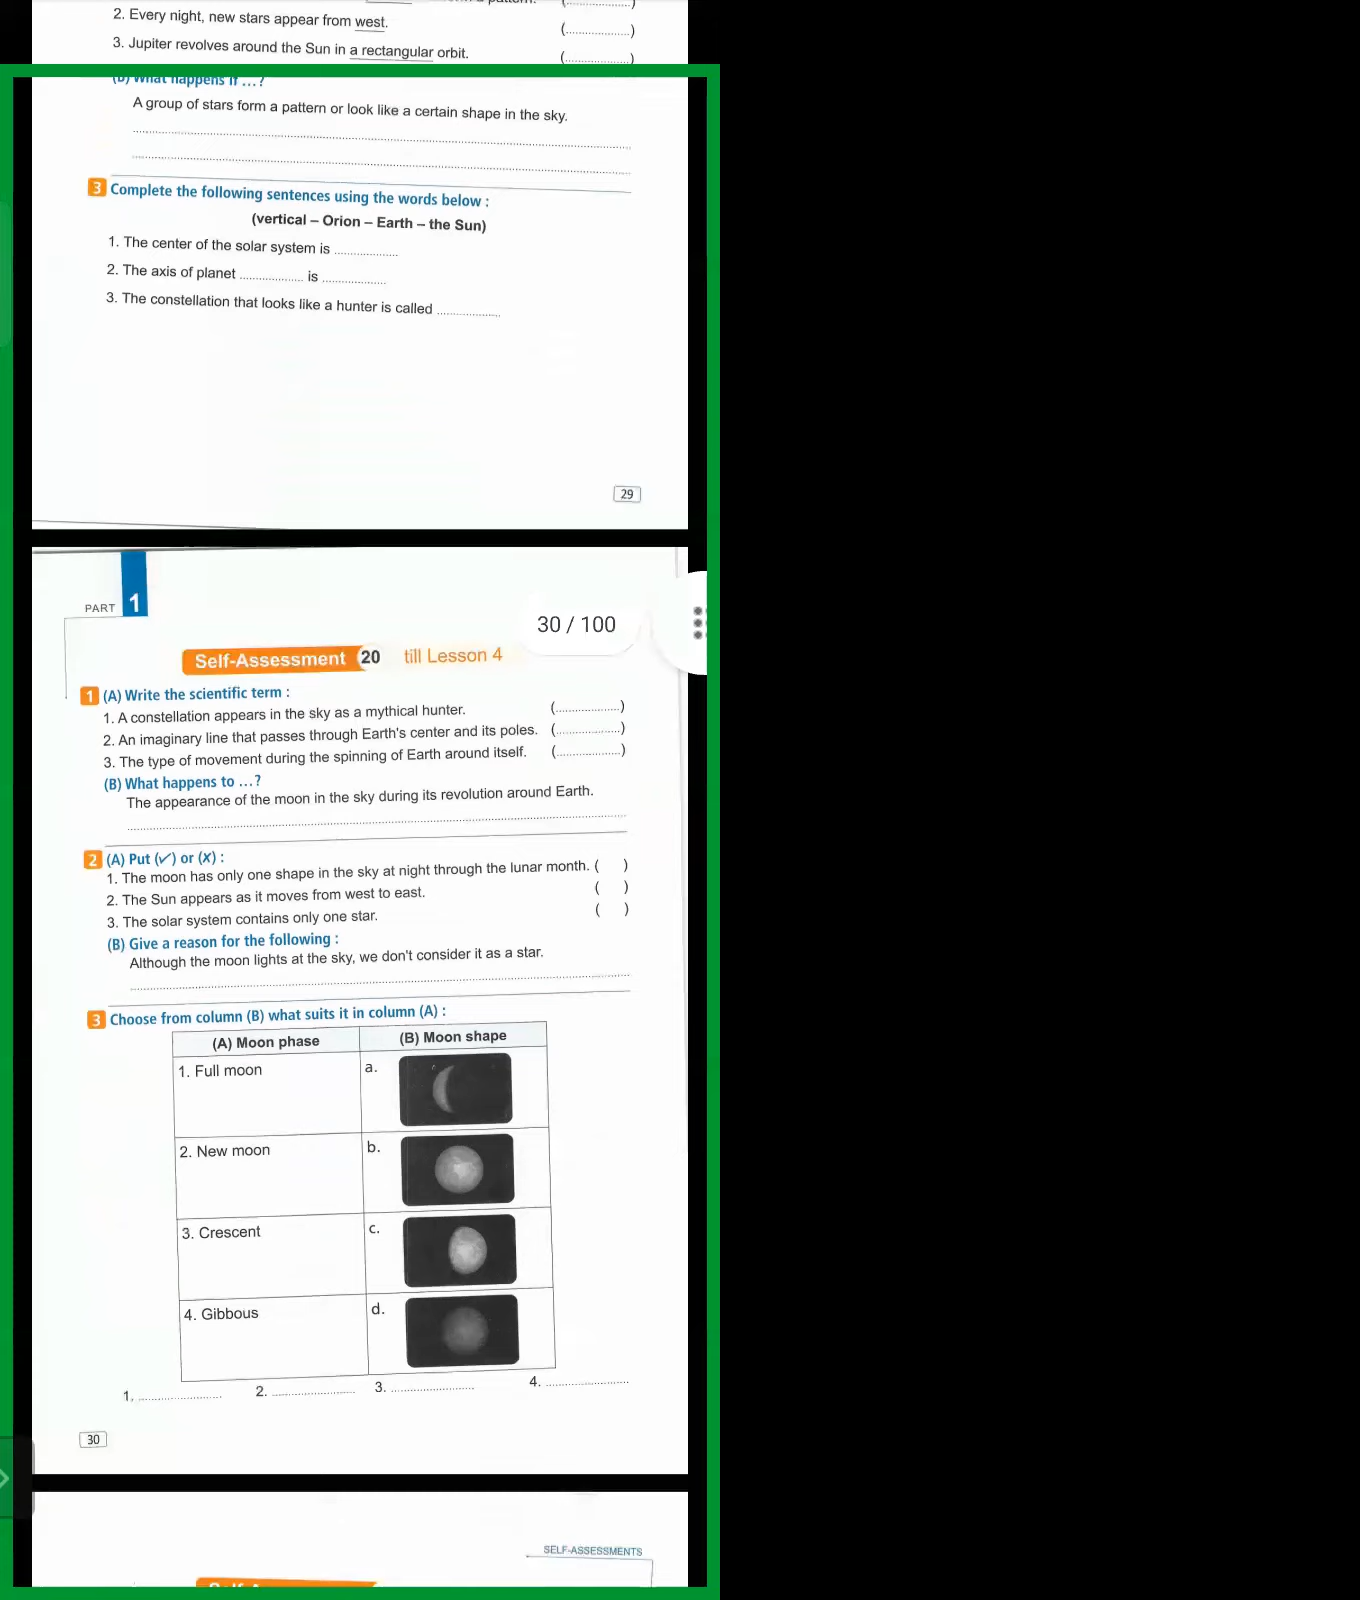 2. Every night, new stars appear from west. (....................)
3. Jupiter revolves around the Sun in a rectangular orbit. (....................)
(B) What happens if ...?
A group of stars form a pattern or look like a certain shape in the sky.
3 Complete the following sentences using the words below :
(vertical – Orion – Earth – the Sun)
1. The center of the solar system is ....................
2. The axis of planet .................... is ....................
3. The constellation that looks like a hunter is called ....................
29
PART 1
30 / 100
Self-Assessment 20 till Lesson 4
1 (A) Write the scientific term :
1. A constellation appears in the sky as a mythical hunter. (....................)
2. An imaginary line that passes through Earth's center and its poles. (....................)
3. The type of movement during the spinning of Earth around itself. (....................)
(B) What happens to ...?
The appearance of the moon in the sky during its revolution around Earth.
2 (A) Put (✓) or (✗) :
1. The moon has only one shape in the sky at night through the lunar month. ( )
2. The Sun appears as it moves from west to east. ( )
3. The solar system contains only one star. ( )
(B) Give a reason for the following :
Although the moon lights at the sky, we don't consider it as a star.
3 Choose from column (B) what suits it in column (A) :
(A) Moon phase (B) Moon shape
1. Full moon a.
2. New moon b.
3. Crescent c.
4. Gibbous d.
1. .................... 2. .................... 3. .................... 4. ....................
30
SELF-ASSESSMENTS